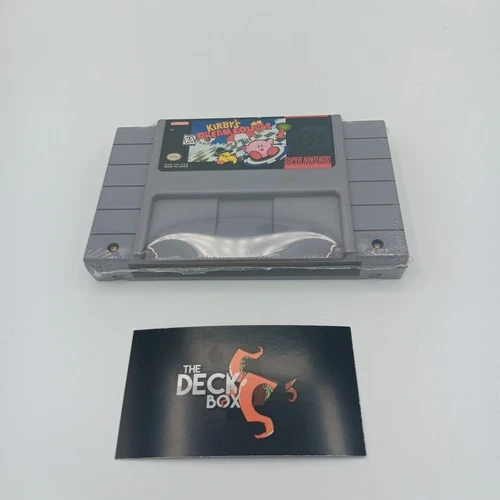 KIRBY'S
DREAM COURSE
SUPER NINTENDO
THE
DECK
BOX